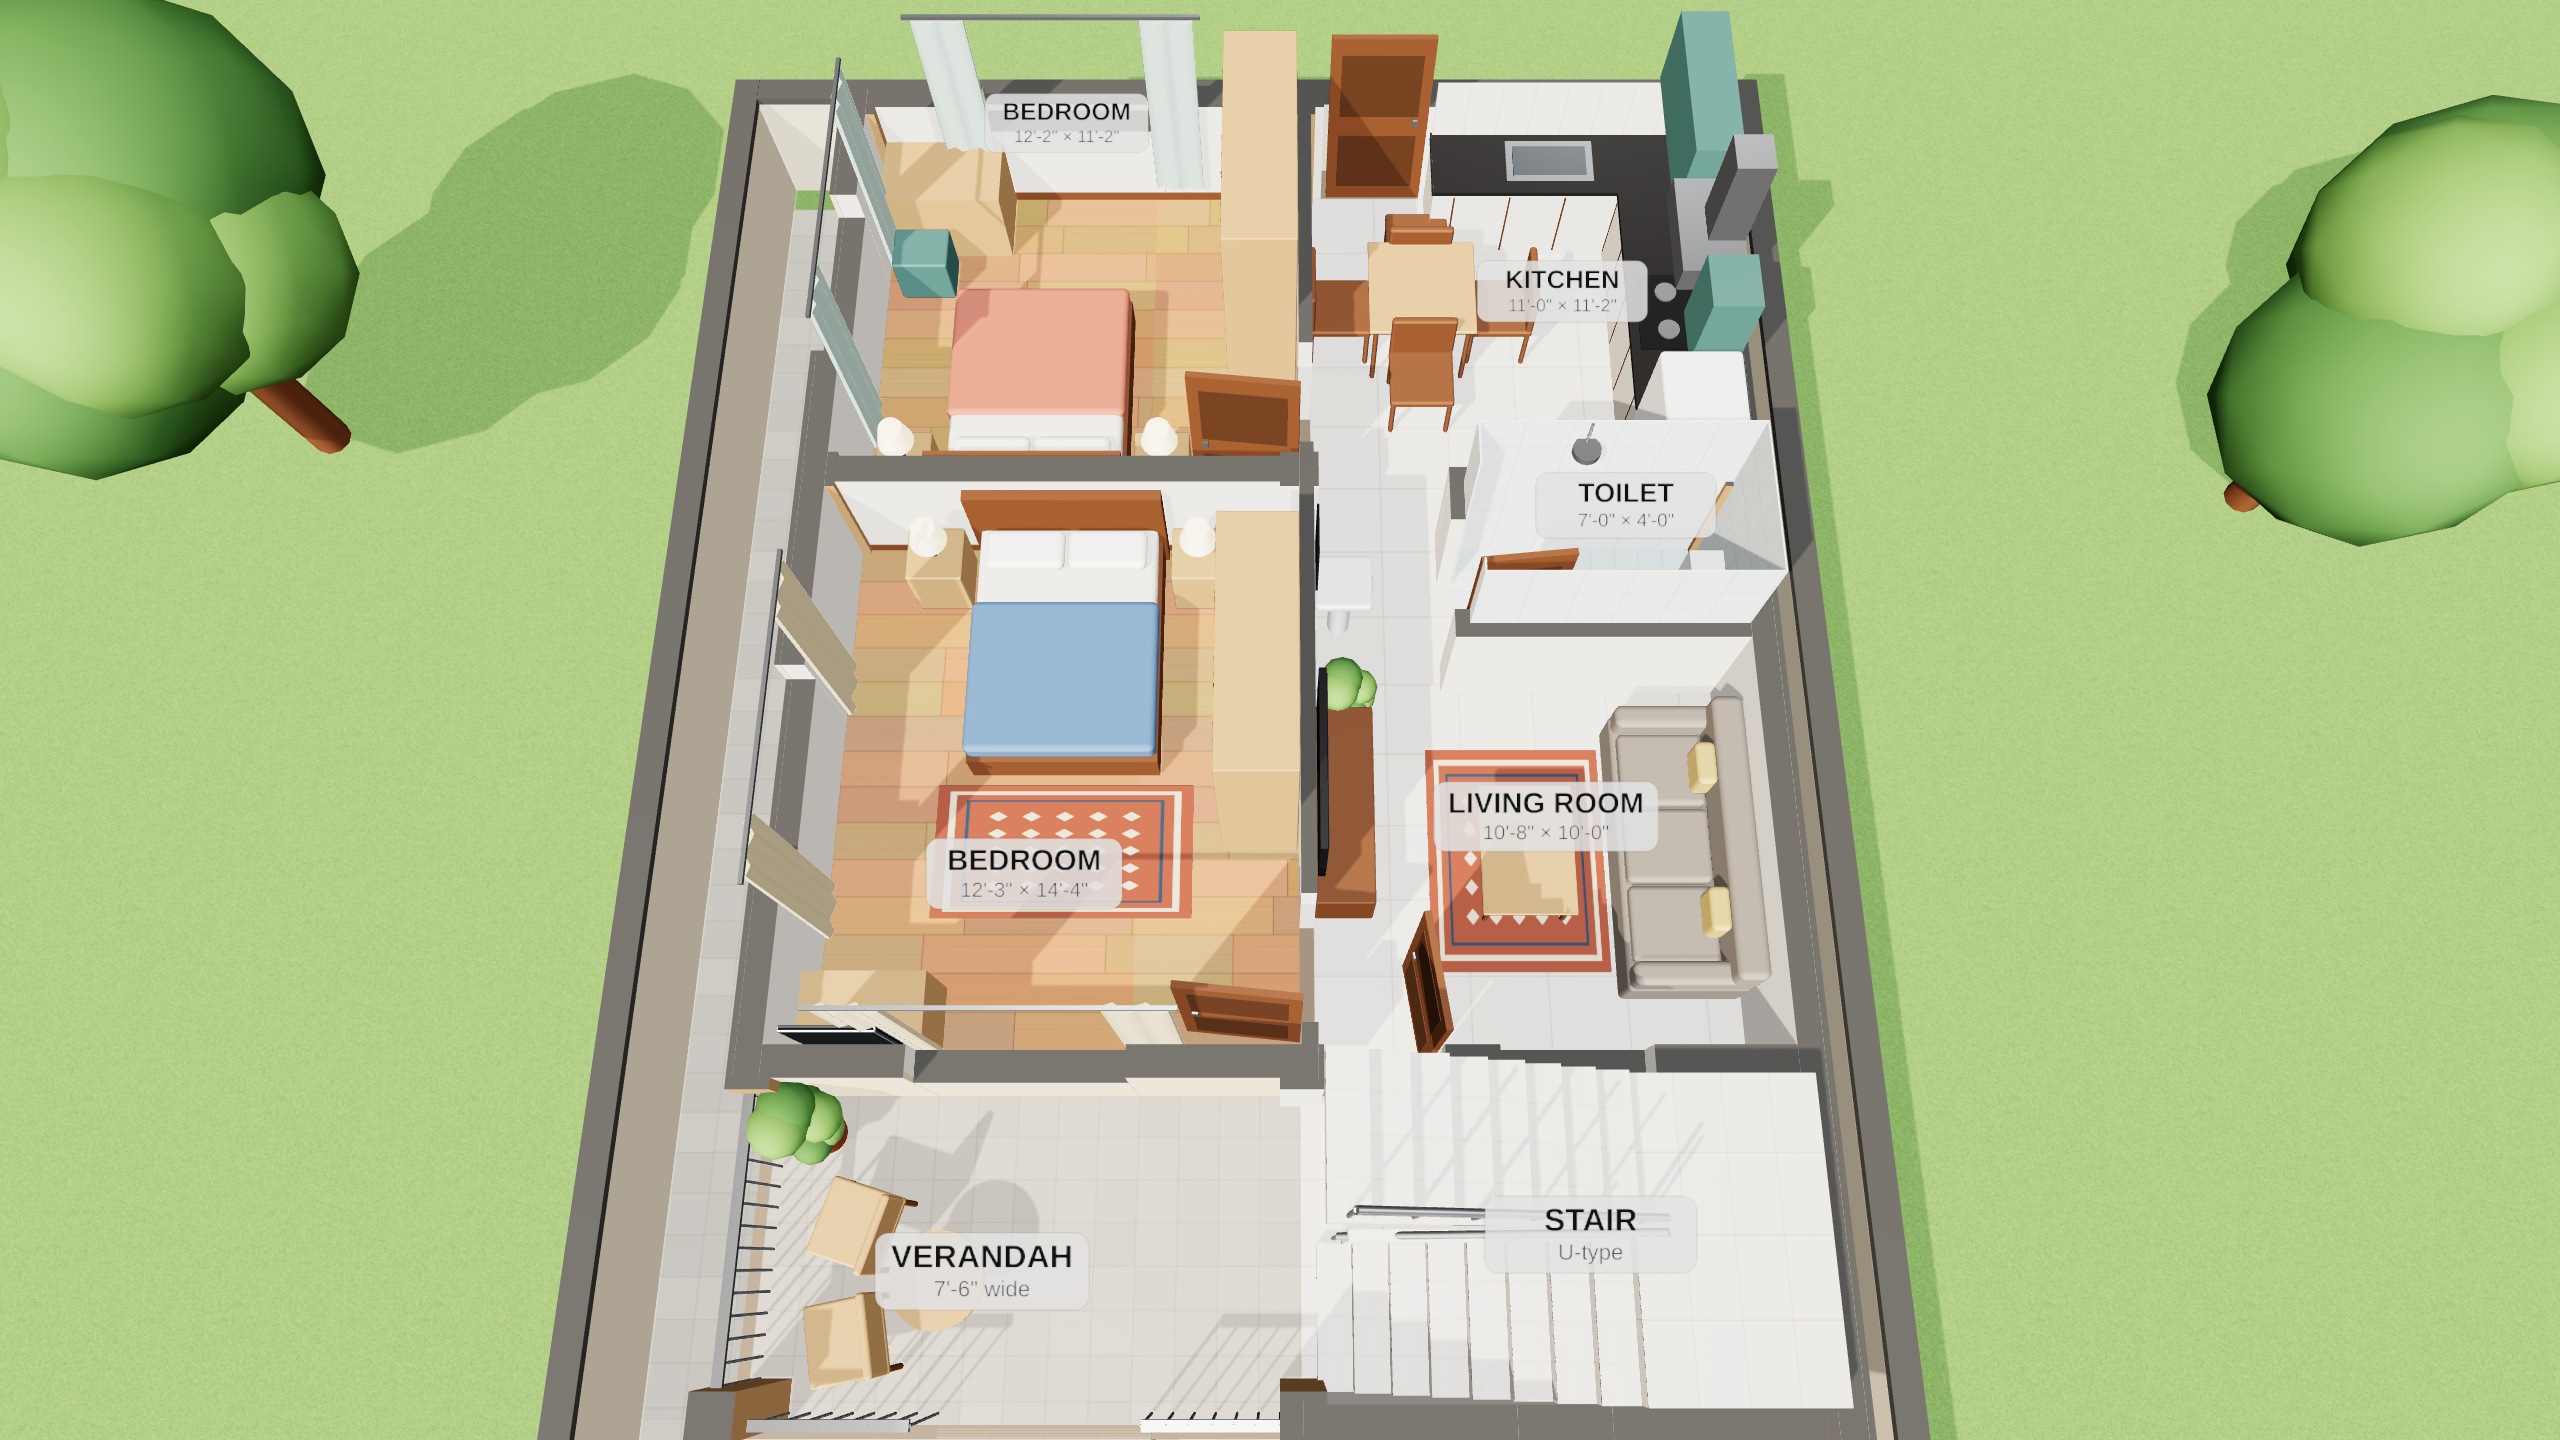 BEDROOM
12'-2" × 11'-2"
KITCHEN
11'-0" × 11'-2"
TOILET
7'-0" × 4'-0"
LIVING ROOM
10'-8" × 10'-0"
BEDROOM
12'-3" × 14'-4"
STAIR
U-type
VERANDAH
7'-6" wide